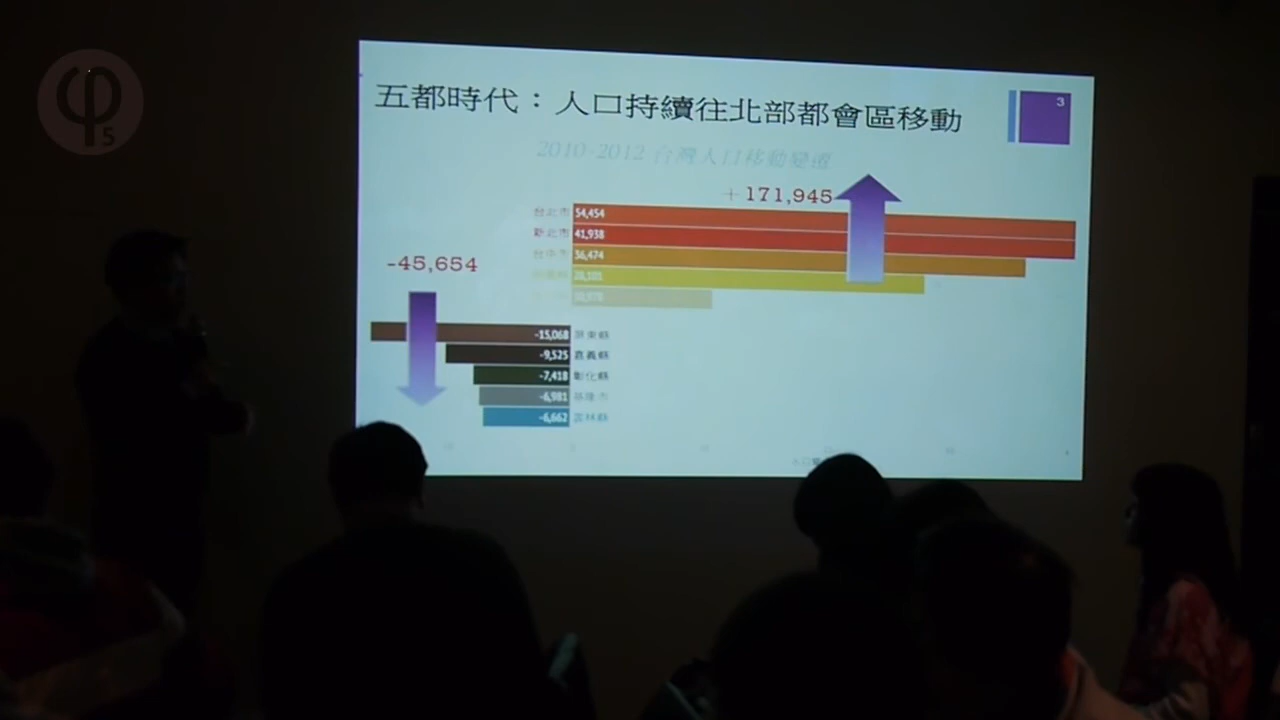 φ5
五都時代：人口持續往北部都會區移動
3
2010-2012 台灣人口移動變遷
+171,945
台北市 54,454
新北市 41,938
台中市 36,474
-45,654
-15,068 屏東縣
-9,525 嘉義縣
-7,418 彰化縣
-6,981 基隆市
-6,662 雲林縣